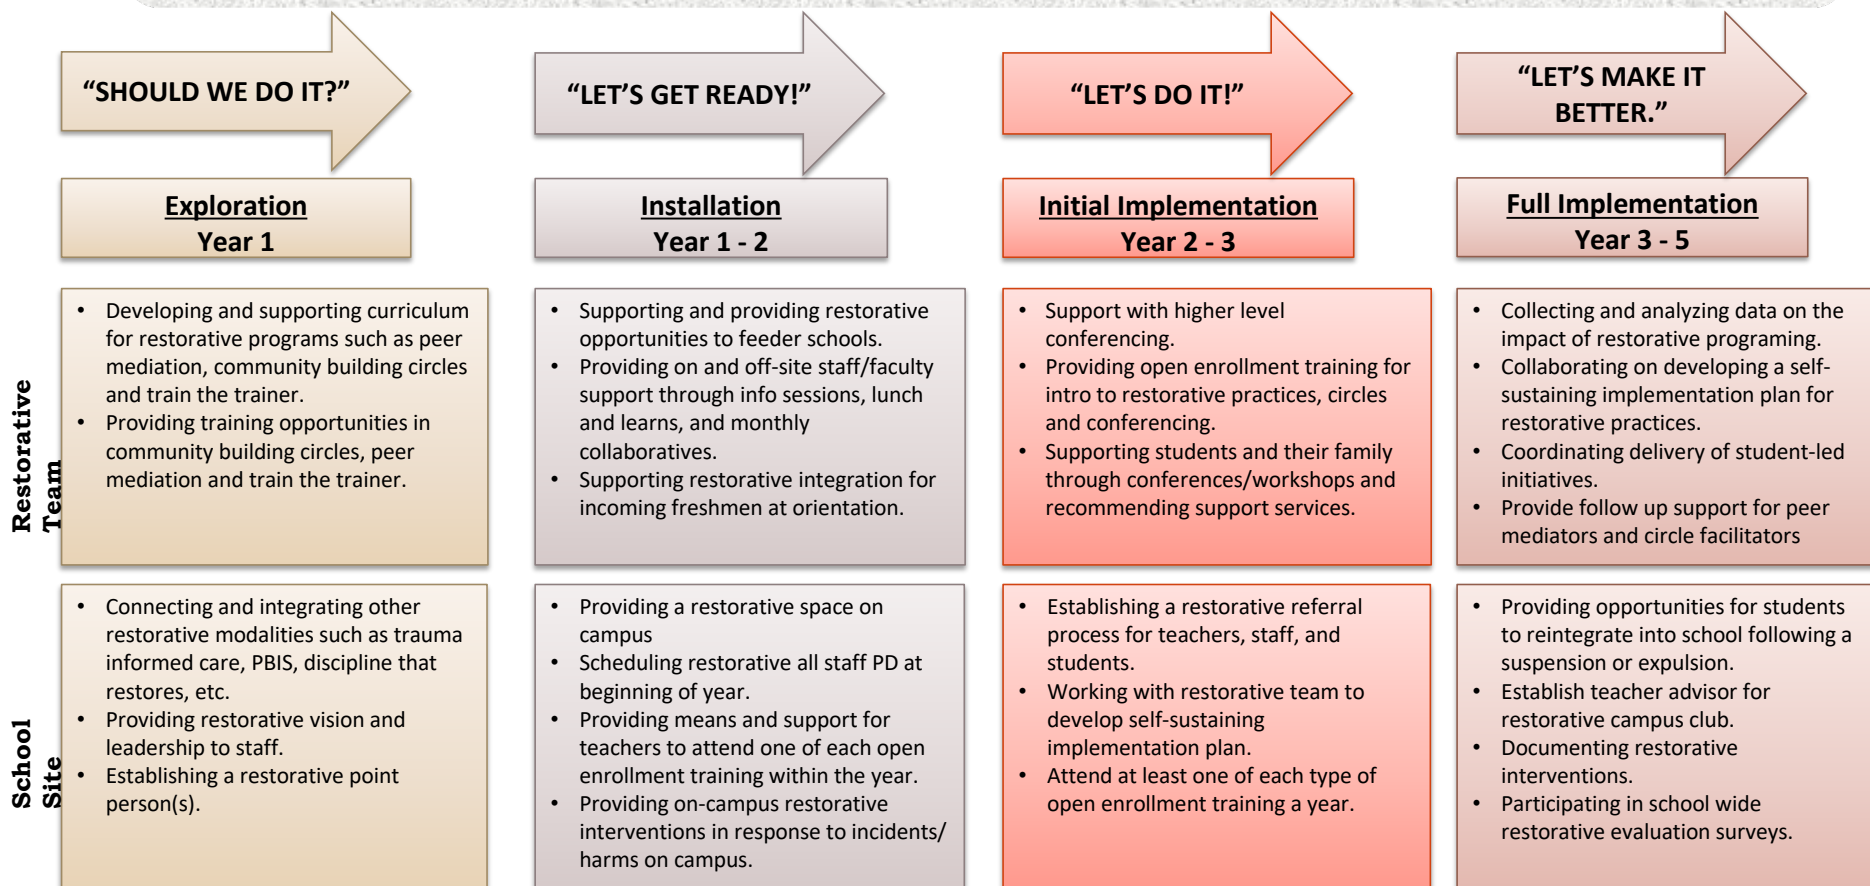 “SHOULD WE DO IT?”
“LET’S GET READY!”
“LET’S DO IT!”
“LET’S MAKE IT
BETTER.”
Exploration
Year 1
Installation
Year 1 - 2
Initial Implementation
Year 2 - 3
Full Implementation
Year 3 - 5
Restorative
Team
• Developing and supporting curriculum
for restorative programs such as peer
mediation, community building circles
and train the trainer.
• Providing training opportunities in
community building circles, peer
mediation and train the trainer.
• Supporting and providing restorative
opportunities to feeder schools.
• Providing on and off-site staff/faculty
support through info sessions, lunch
and learns, and monthly
collaboratives.
• Supporting restorative integration for
incoming freshmen at orientation.
• Support with higher level
conferencing.
• Providing open enrollment training for
intro to restorative practices, circles
and conferencing.
• Supporting students and their family
through conferences/workshops and
recommending support services.
• Collecting and analyzing data on the
impact of restorative programing.
• Collaborating on developing a self-
sustaining implementation plan for
restorative practices.
• Coordinating delivery of student-led
initiatives.
• Provide follow up support for peer
mediators and circle facilitators
School
Site
• Connecting and integrating other
restorative modalities such as trauma
informed care, PBIS, discipline that
restores, etc.
• Providing restorative vision and
leadership to staff.
• Establishing a restorative point
person(s).
• Providing a restorative space on
campus
• Scheduling restorative all staff PD at
beginning of year.
• Providing means and support for
teachers to attend one of each open
enrollment training within the year.
• Providing on-campus restorative
interventions in response to incidents/
harms on campus.
• Establishing a restorative referral
process for teachers, staff, and
students.
• Working with restorative team to
develop self-sustaining
implementation plan.
• Attend at least one of each type of
open enrollment training a year.
• Providing opportunities for students
to reintegrate into school following a
suspension or expulsion.
• Establish teacher advisor for
restorative campus club.
• Documenting restorative
interventions.
• Participating in school wide
restorative evaluation surveys.